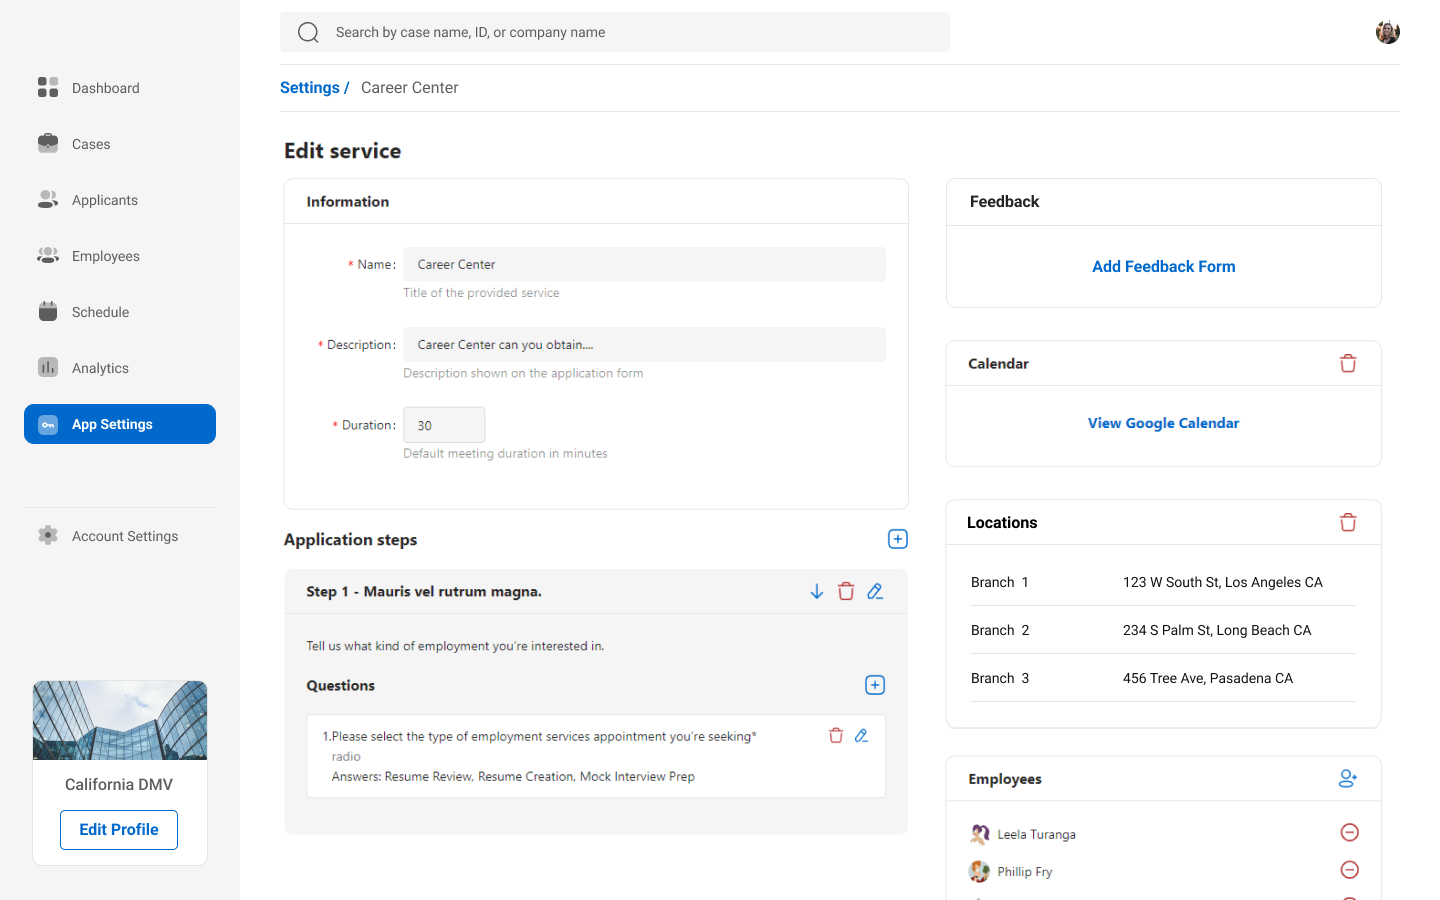 Search by case name, ID, or company name
Dashboard
Cases
Applicants
Employees
Schedule
Analytics
App Settings
Account Settings
California DMV
Edit Profile
Settings / Career Center
Edit service
Information
* Name: Career Center
Title of the provided service
* Description: Career Center can you obtain....
Description shown on the application form
* Duration: 30
Default meeting duration in minutes
Application steps
Step 1 - Mauris vel rutrum magna.
Tell us what kind of employment you're interested in.
Questions
1.Please select the type of employment services appointment you're seeking*
radio
Answers: Resume Review, Resume Creation, Mock Interview Prep
Feedback
Add Feedback Form
Calendar
View Google Calendar
Locations
Branch 1 123 W South St, Los Angeles CA
Branch 2 234 S Palm St, Long Beach CA
Branch 3 456 Tree Ave, Pasadena CA
Employees
Leela Turanga
Phillip Fry